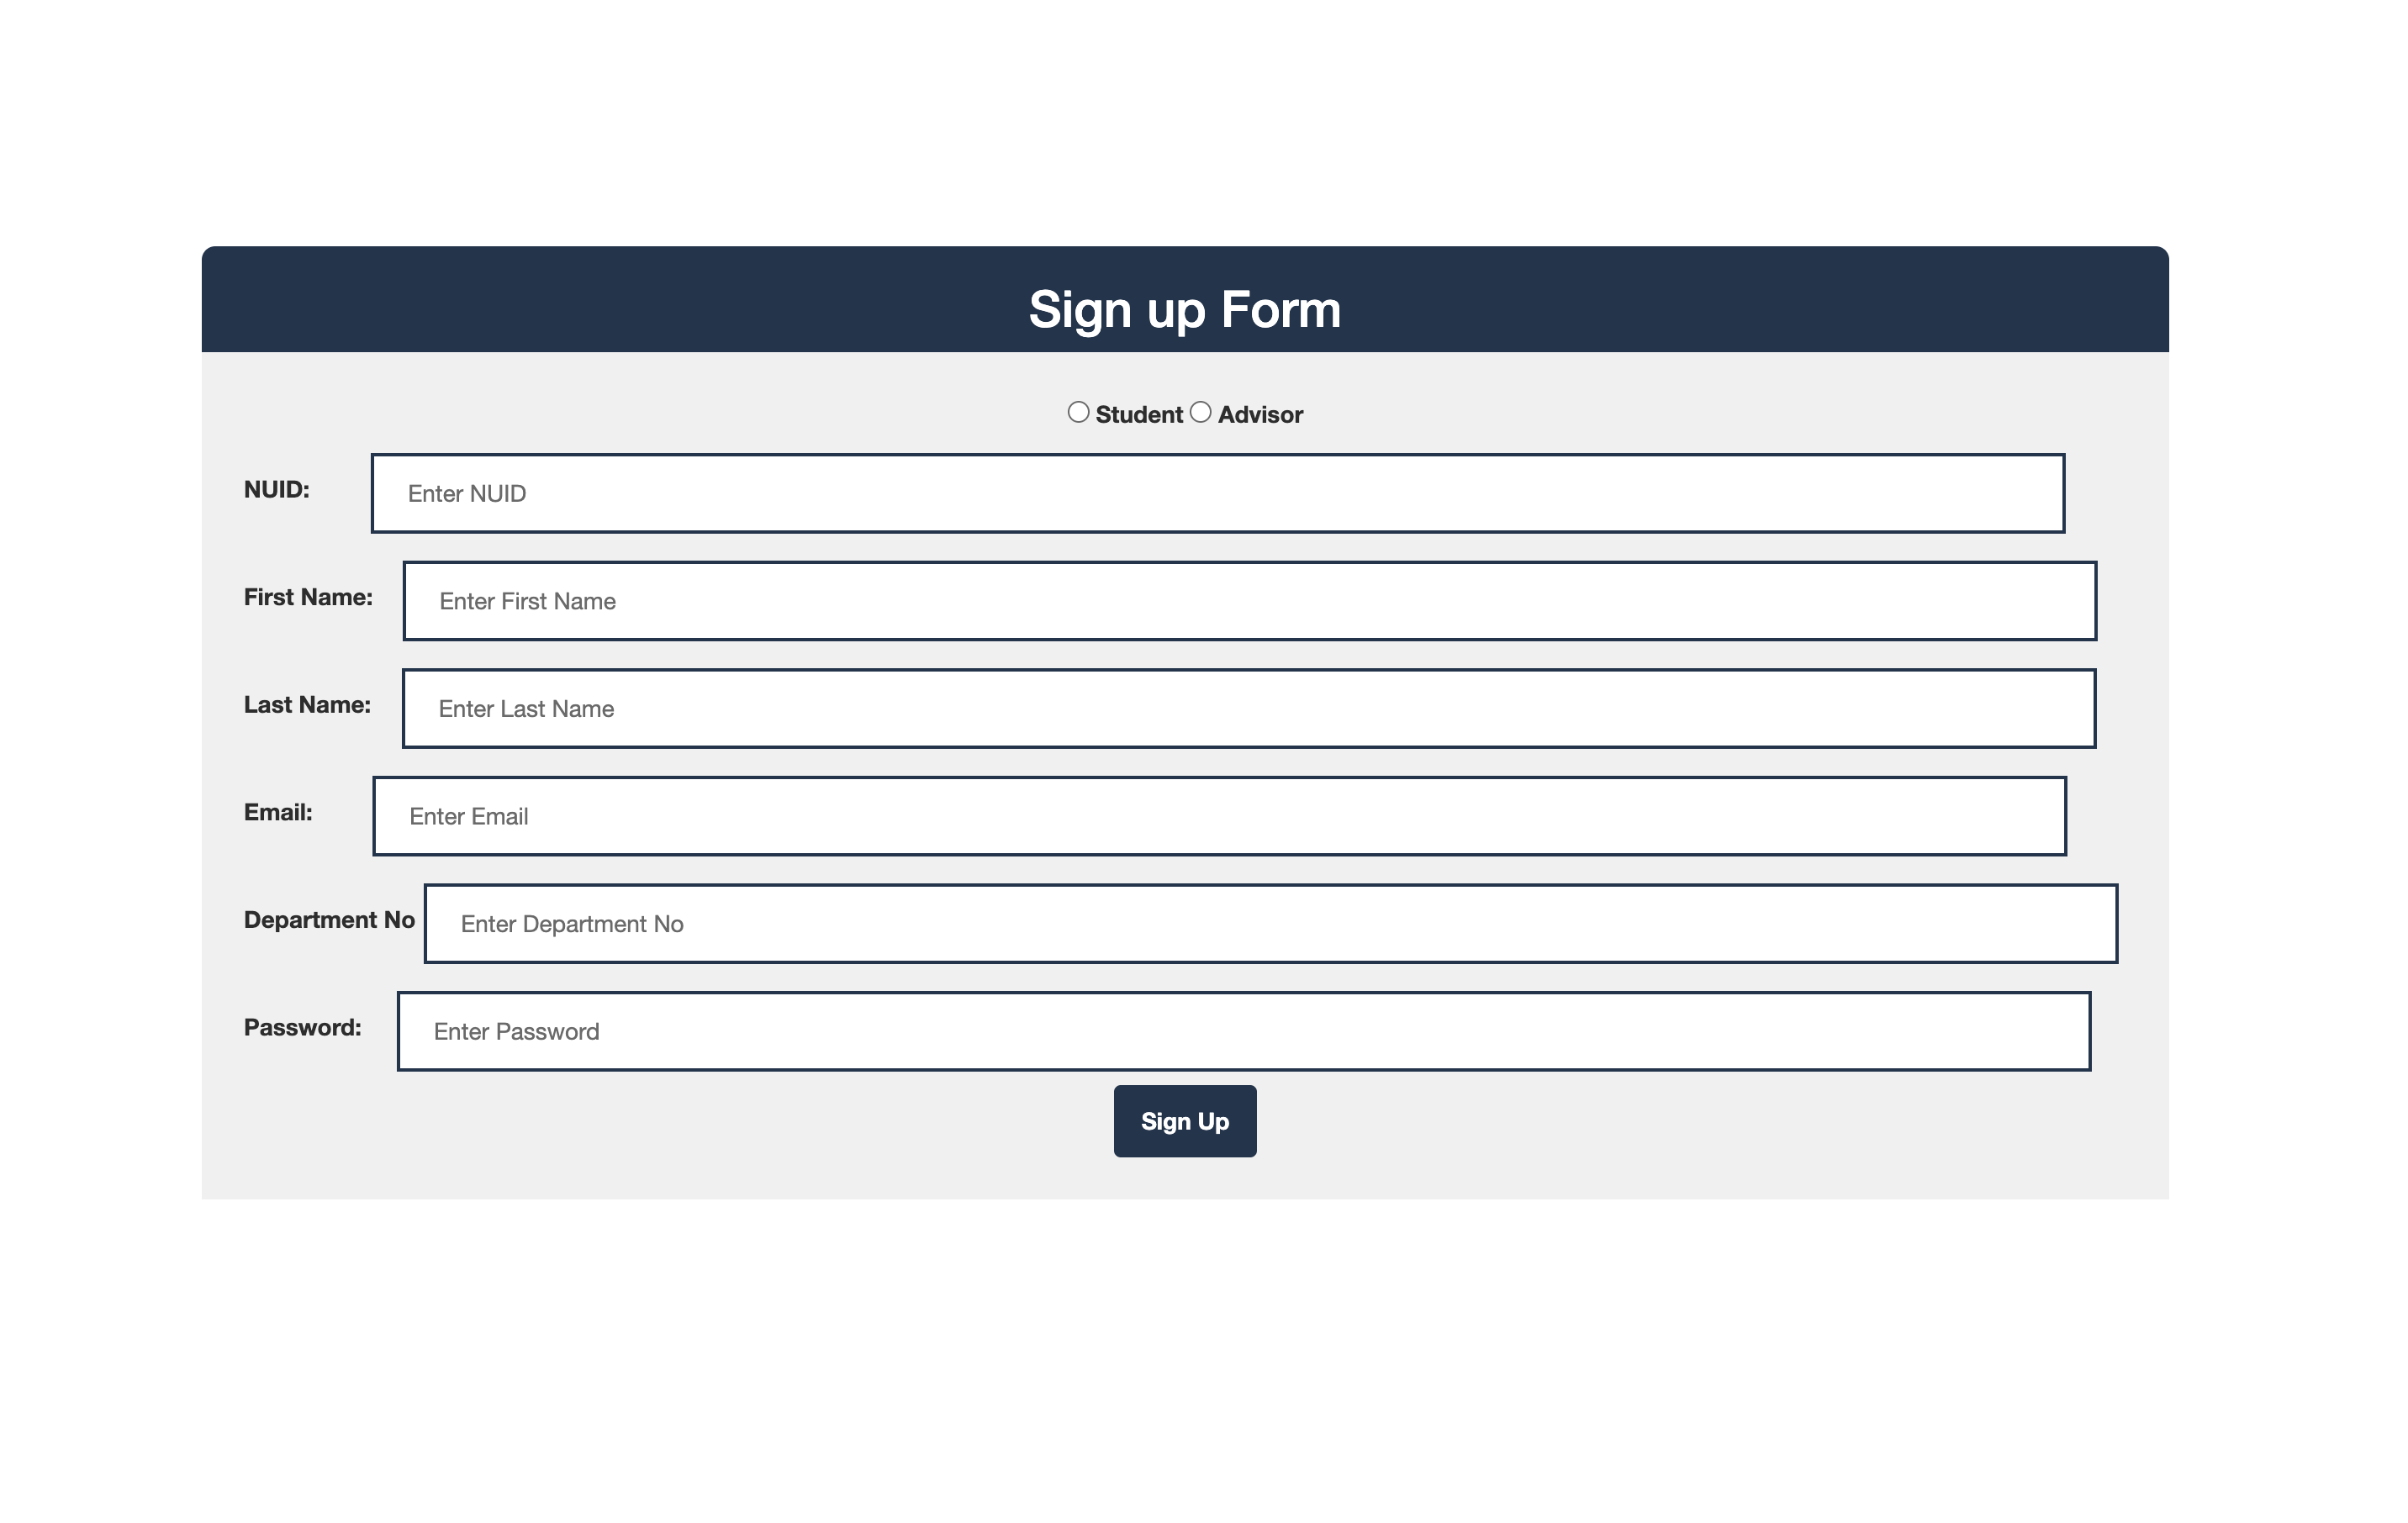 Sign up Form
Student Advisor
NUID: Enter NUID
First Name: Enter First Name
Last Name: Enter Last Name
Email: Enter Email
Department No Enter Department No
Password: Enter Password
Sign Up